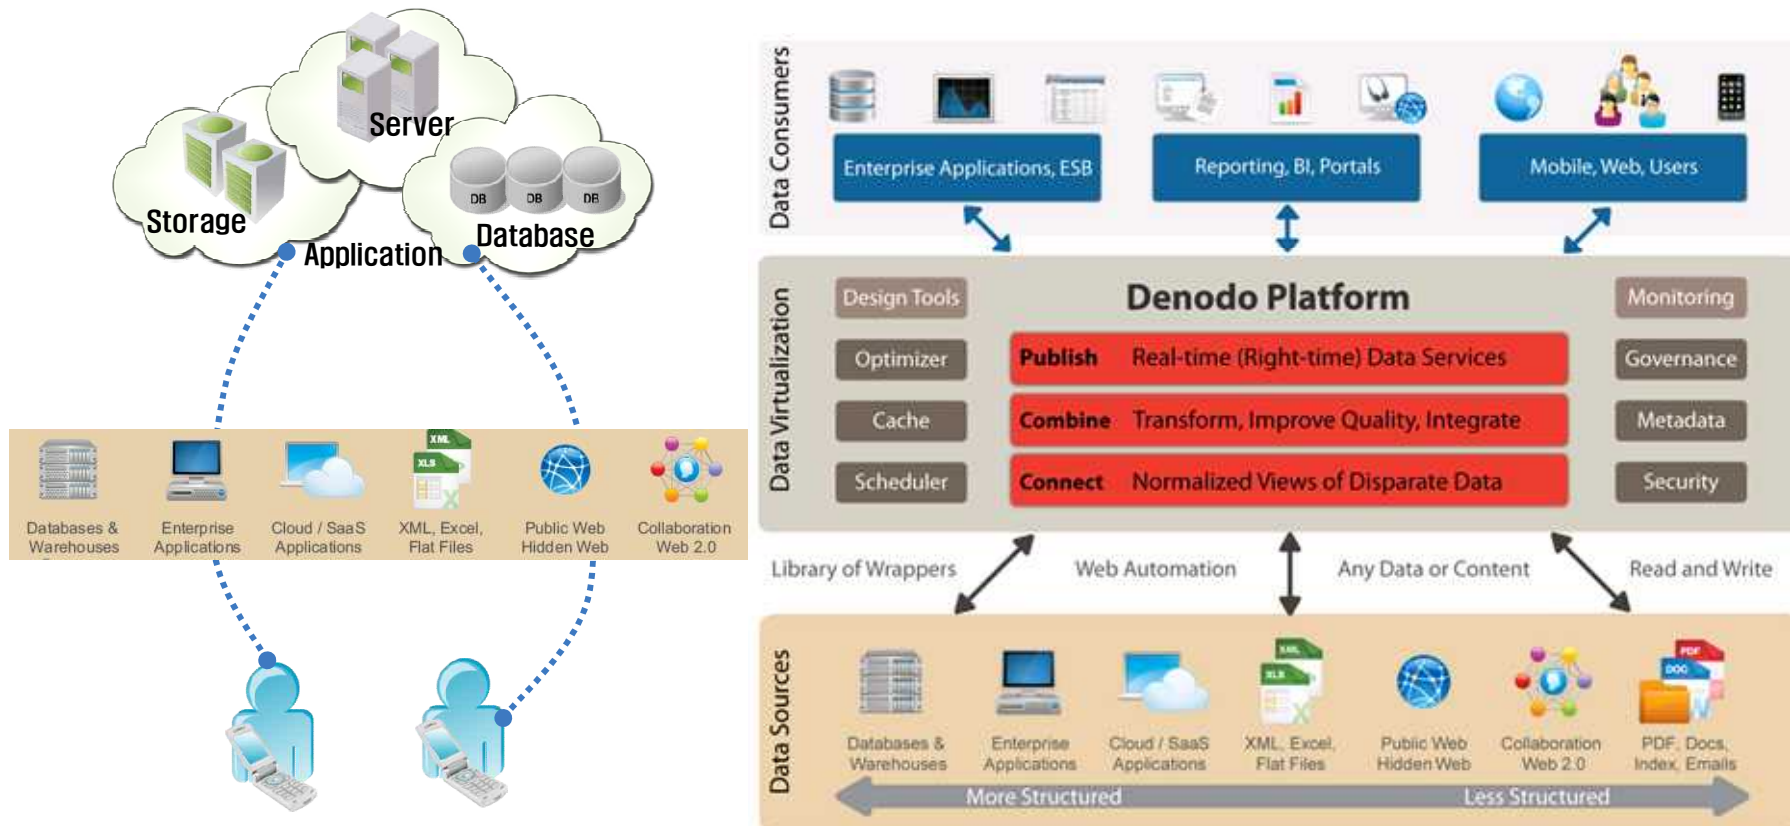 Server
Storage
DB DB DB
Database
Application
XML
XLS
Databases &
Warehouses
Enterprise
Applications
Cloud / SaaS
Applications
XML, Excel,
Flat Files
Public Web
Hidden Web
Collaboration
Web 2.0
Data Consumers
Enterprise Applications, ESB
Reporting, BI, Portals
Mobile, Web, Users
Data Virtualization
Denodo Platform
Design Tools
Optimizer
Cache
Scheduler
Publish Real-time (Right-time) Data Services
Combine Transform, Improve Quality, Integrate
Connect Normalized Views of Disparate Data
Monitoring
Governance
Metadata
Security
Library of Wrappers
Web Automation
Any Data or Content
Read and Write
Data Sources
XML
XLS
PDF
DOC
Databases &
Warehouses
Enterprise
Applications
Cloud / SaaS
Applications
XML, Excel,
Flat Files
Public Web
Hidden Web
Collaboration
Web 2.0
PDF, Docs,
Index, Emails
More Structured
Less Structured